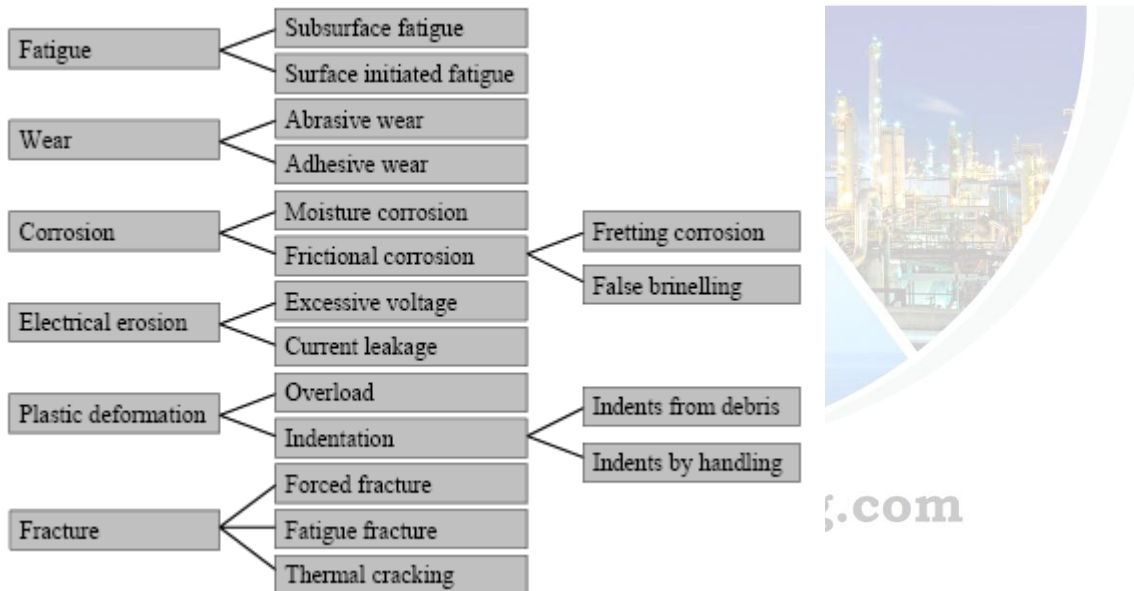 Fatigue
Subsurface fatigue
Surface initiated fatigue
Wear
Abrasive wear
Adhesive wear
Corrosion
Moisture corrosion
Frictional corrosion
Fretting corrosion
False brinelling
Electrical erosion
Excessive voltage
Current leakage
Plastic deformation
Overload
Indentation
Indents from debris
Indents by handling
Fracture
Forced fracture
Fatigue fracture
Thermal cracking
.com